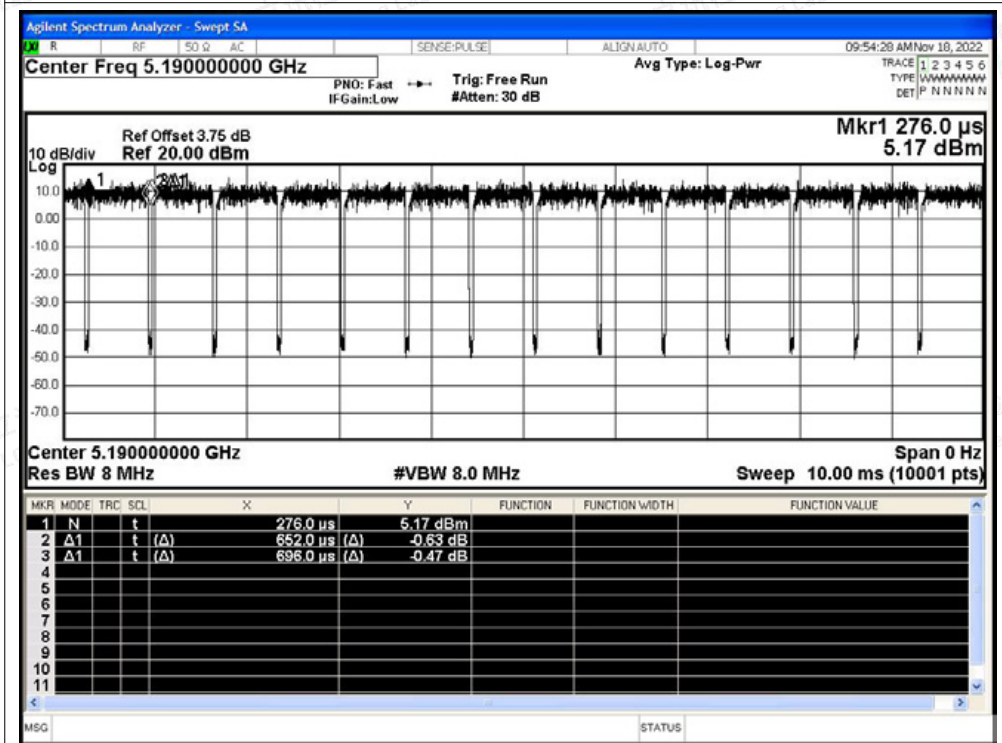 Agilent Spectrum Analyzer - Swept SA
R RF 50 Ω AC SENSE:PULSE ALIGN AUTO 09:54:28 AM Nov 18, 2022
Center Freq 5.190000000 GHz
PNO: Fast
IFGain:Low
Trig: Free Run
#Atten: 30 dB
Avg Type: Log-Pwr
TRACE 1 2 3 4 5 6
TYPE WWWWWW
DET P N N N N N
Mkr1 276.0 µs
5.17 dBm
Ref Offset 3.75 dB
10 dB/div Ref 20.00 dBm
Log
10.0
0.00
-10.0
-20.0
-30.0
-40.0
-50.0
-60.0
-70.0
1
Center 5.190000000 GHz Span 0 Hz
Res BW 8 MHz #VBW 8.0 MHz Sweep 10.00 ms (10001 pts)
MKR MODE TRC SCL X Y FUNCTION FUNCTION WIDTH FUNCTION VALUE
1 N t 276.0 µs 5.17 dBm
2 Δ1 t (Δ) 652.0 µs (Δ) -0.63 dB
3 Δ1 t (Δ) 696.0 µs (Δ) -0.47 dB
4
5
6
7
8
9
10
11
MSG STATUS